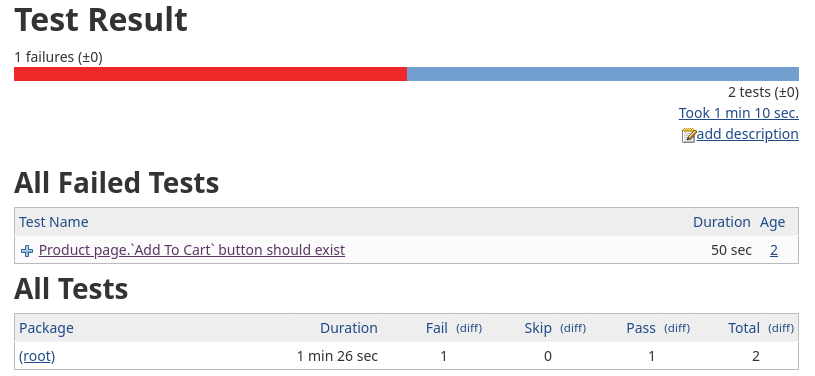 Test Result
1 failures (±0)
2 tests (±0)
Took 1 min 10 sec.
add description
All Failed Tests
Test Name Duration Age
Product page.`Add To Cart` button should exist 50 sec 2
All Tests
Package Duration Fail (diff) Skip (diff) Pass (diff) Total (diff)
(root) 1 min 26 sec 1 0 1 2